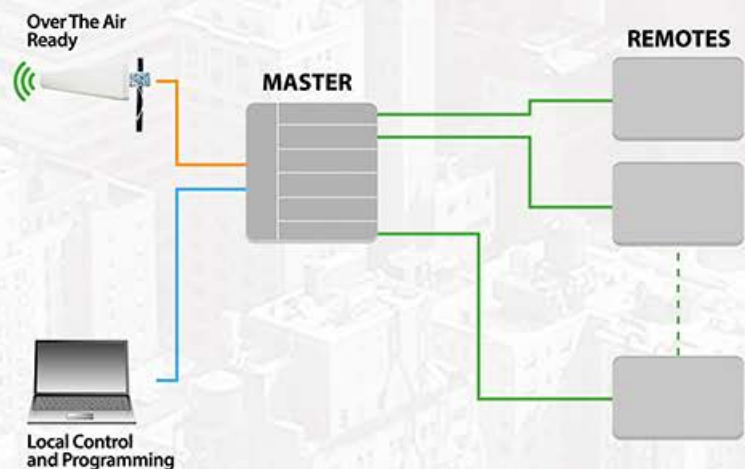 Over The Air
Ready
MASTER
REMOTES
Local Control
and Programming